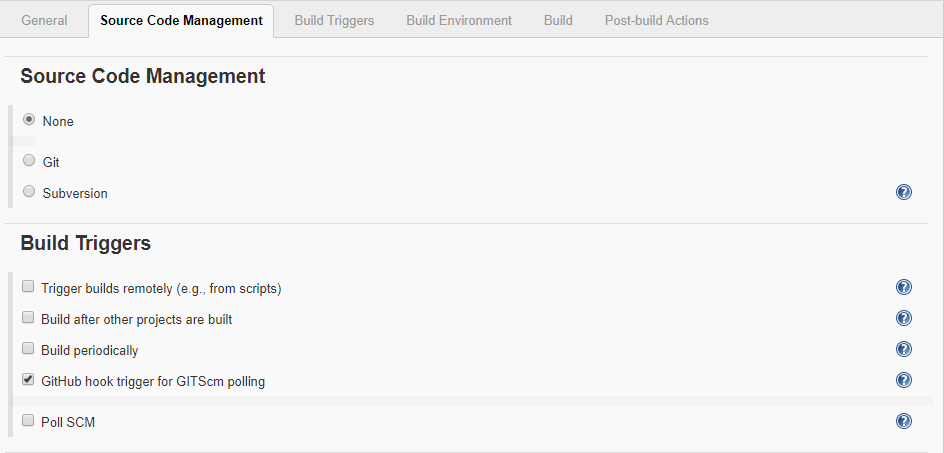 General Source Code Management Build Triggers Build Environment Build Post-build Actions
Source Code Management
None
Git
Subversion
Build Triggers
Trigger builds remotely (e.g., from scripts)
Build after other projects are built
Build periodically
GitHub hook trigger for GITScm polling
Poll SCM